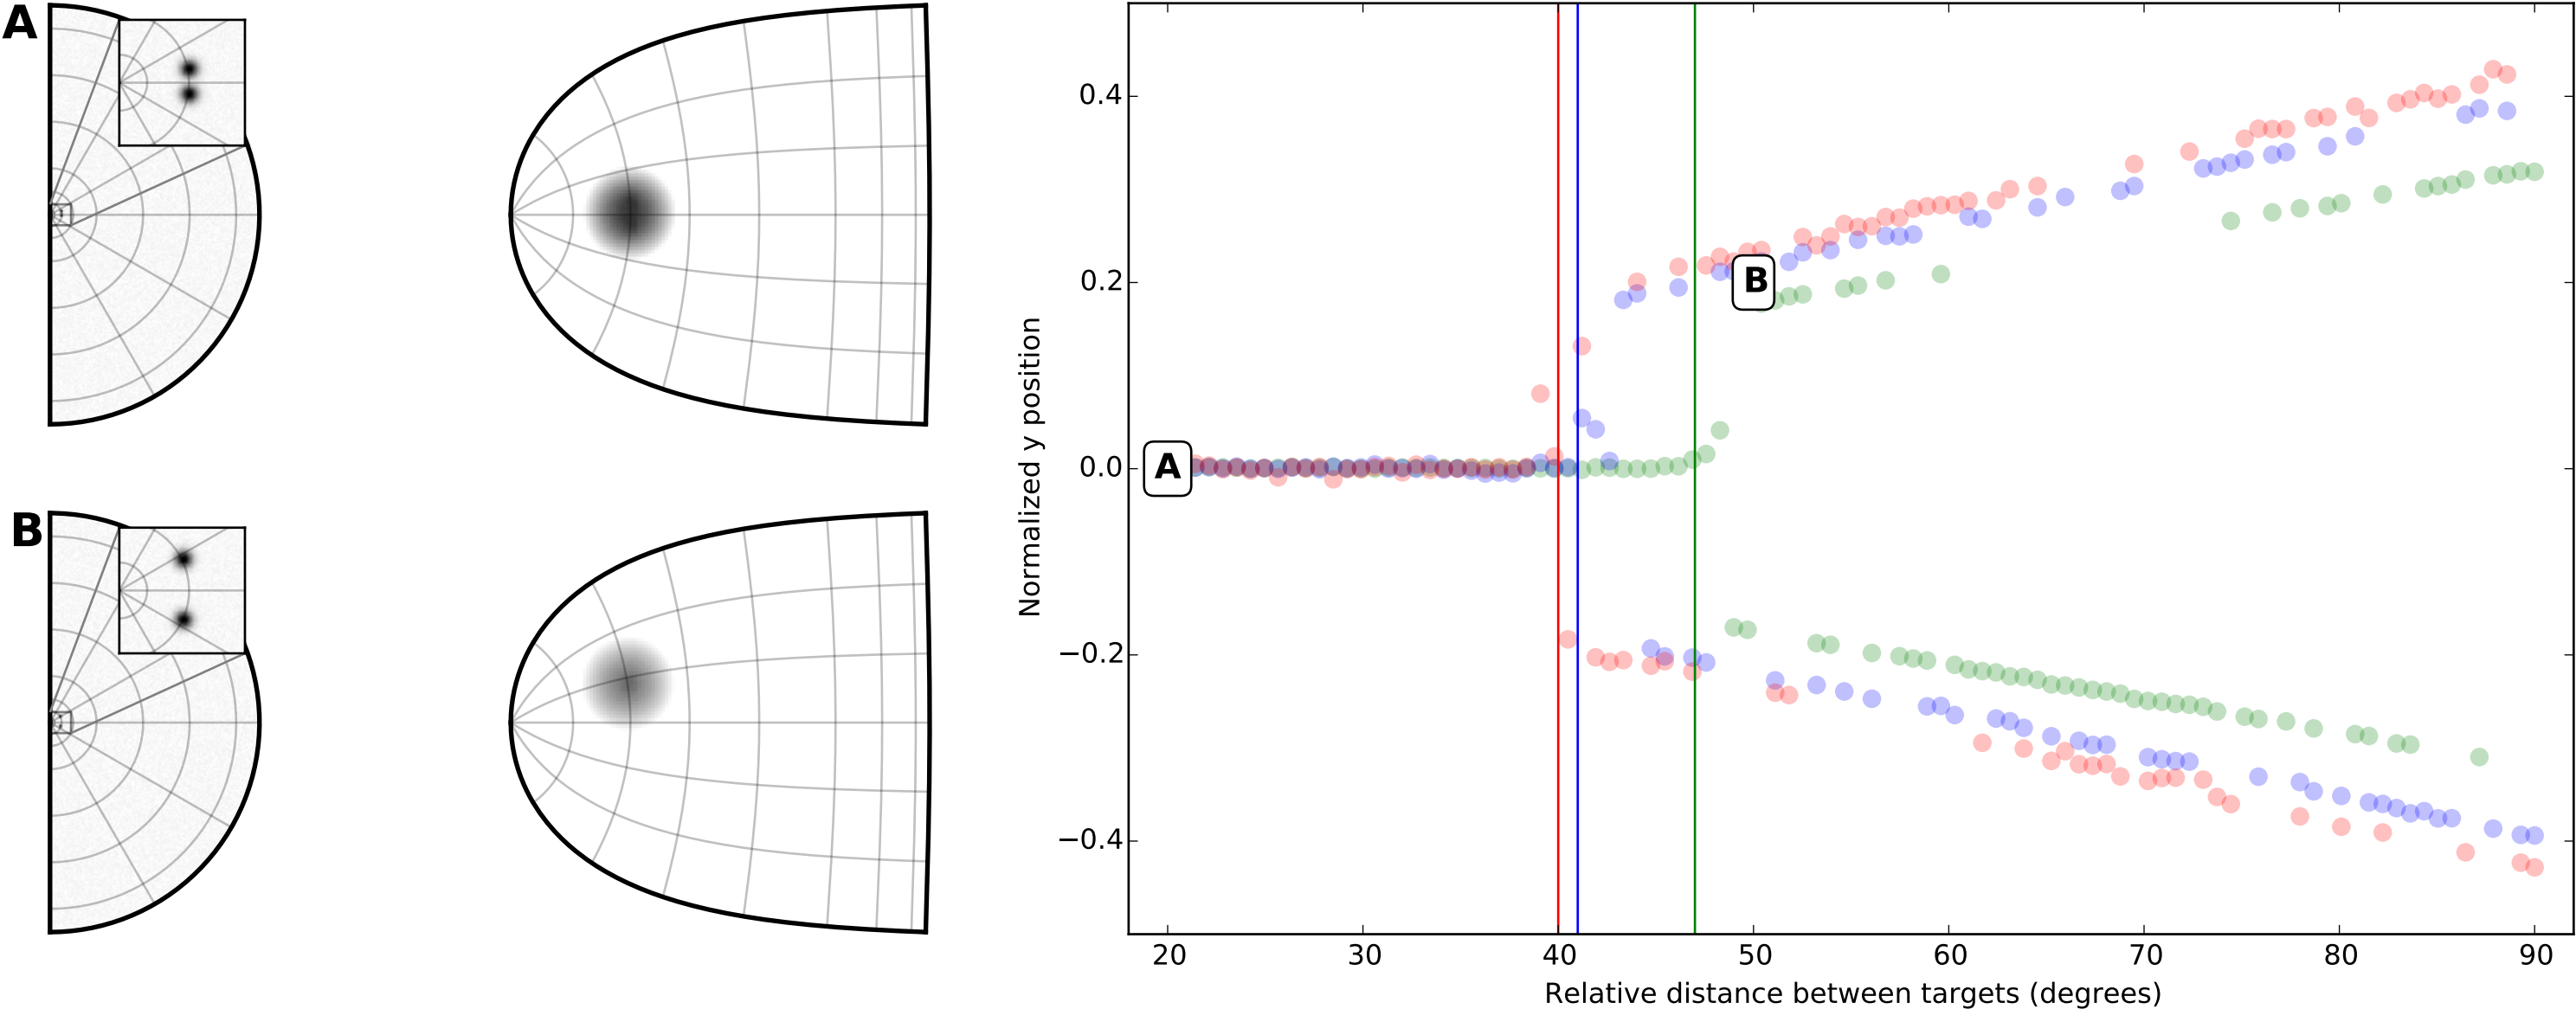 A
B
Normalized y position
0.4
0.2
0.0
−0.2
−0.4
A
B
20 30 40 50 60 70 80 90
Relative distance between targets (degrees)